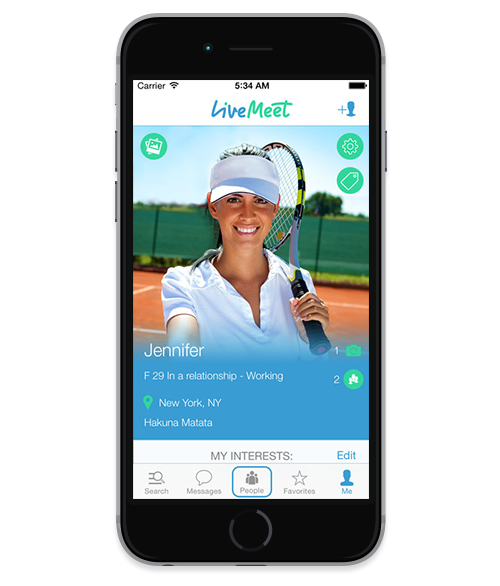 Carrier 5:34 AM
LiveMeet
Jennifer
1
F 29 In a relationship - Working
2
New York, NY
Hakuna Matata
MY INTERESTS: Edit
Search Messages People Favorites Me